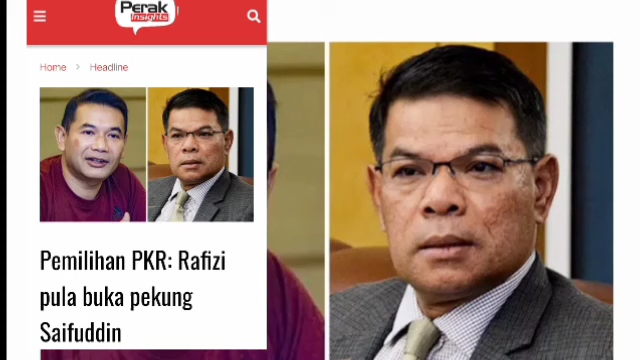 Perak
Insights
Home > Headline
Pemilihan PKR: Rafizi
pula buka pekung
Saifuddin